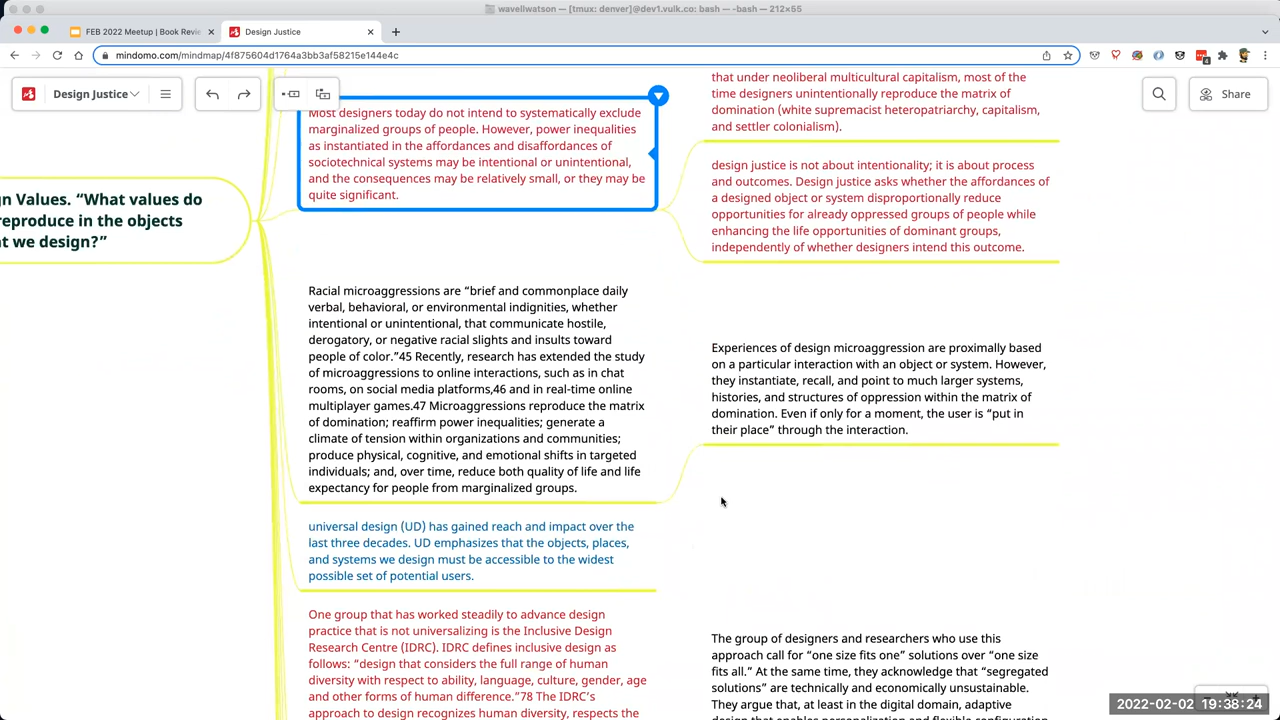 wavellwatson — [tmux: denver]@dev1.vulk.co: bash — -bash — 212×55
FEB 2022 Meetup | Book Revie
Design Justice
mindomo.com/mindmap/4f875604d1764a3bb3af58215e144e4c
Design Justice
Share
gn Values. “What values do
reproduce in the objects
at we design?”
Most designers today do not intend to systematically exclude
marginalized groups of people. However, power inequalities
as instantiated in the affordances and disaffordances of
sociotechnical systems may be intentional or unintentional,
and the consequences may be relatively small, or they may be
quite significant.
that under neoliberal multicultural capitalism, most of the
time designers unintentionally reproduce the matrix of
domination (white supremacist heteropatriarchy, capitalism,
and settler colonialism).
design justice is not about intentionality; it is about process
and outcomes. Design justice asks whether the affordances of
a designed object or system disproportionally reduce
opportunities for already oppressed groups of people while
enhancing the life opportunities of dominant groups,
independently of whether designers intend this outcome.
Racial microaggressions are “brief and commonplace daily
verbal, behavioral, or environmental indignities, whether
intentional or unintentional, that communicate hostile,
derogatory, or negative racial slights and insults toward
people of color.”45 Recently, research has extended the study
of microaggressions to online interactions, such as in chat
rooms, on social media platforms,46 and in real-time online
multiplayer games.47 Microaggressions reproduce the matrix
of domination; reaffirm power inequalities; generate a
climate of tension within organizations and communities;
produce physical, cognitive, and emotional shifts in targeted
individuals; and, over time, reduce both quality of life and life
expectancy for people from marginalized groups.
Experiences of design microaggression are proximally based
on a particular interaction with an object or system. However,
they instantiate, recall, and point to much larger systems,
histories, and structures of oppression within the matrix of
domination. Even if only for a moment, the user is “put in
their place” through the interaction.
universal design (UD) has gained reach and impact over the
last three decades. UD emphasizes that the objects, places,
and systems we design must be accessible to the widest
possible set of potential users.
One group that has worked steadily to advance design
practice that is not universalizing is the Inclusive Design
Research Centre (IDRC). IDRC defines inclusive design as
follows: “design that considers the full range of human
diversity with respect to ability, language, culture, gender, age
and other forms of human difference.”78 The IDRC’s
approach to design recognizes human diversity, respects the
The group of designers and researchers who use this
approach call for “one size fits one” solutions over “one size
fits all.” At the same time, they acknowledge that “segregated
solutions” are technically and economically unsustainable.
They argue that, at least in the digital domain, adaptive
design that enables personalization and flexible configuration
2022-02-02 19:38:24